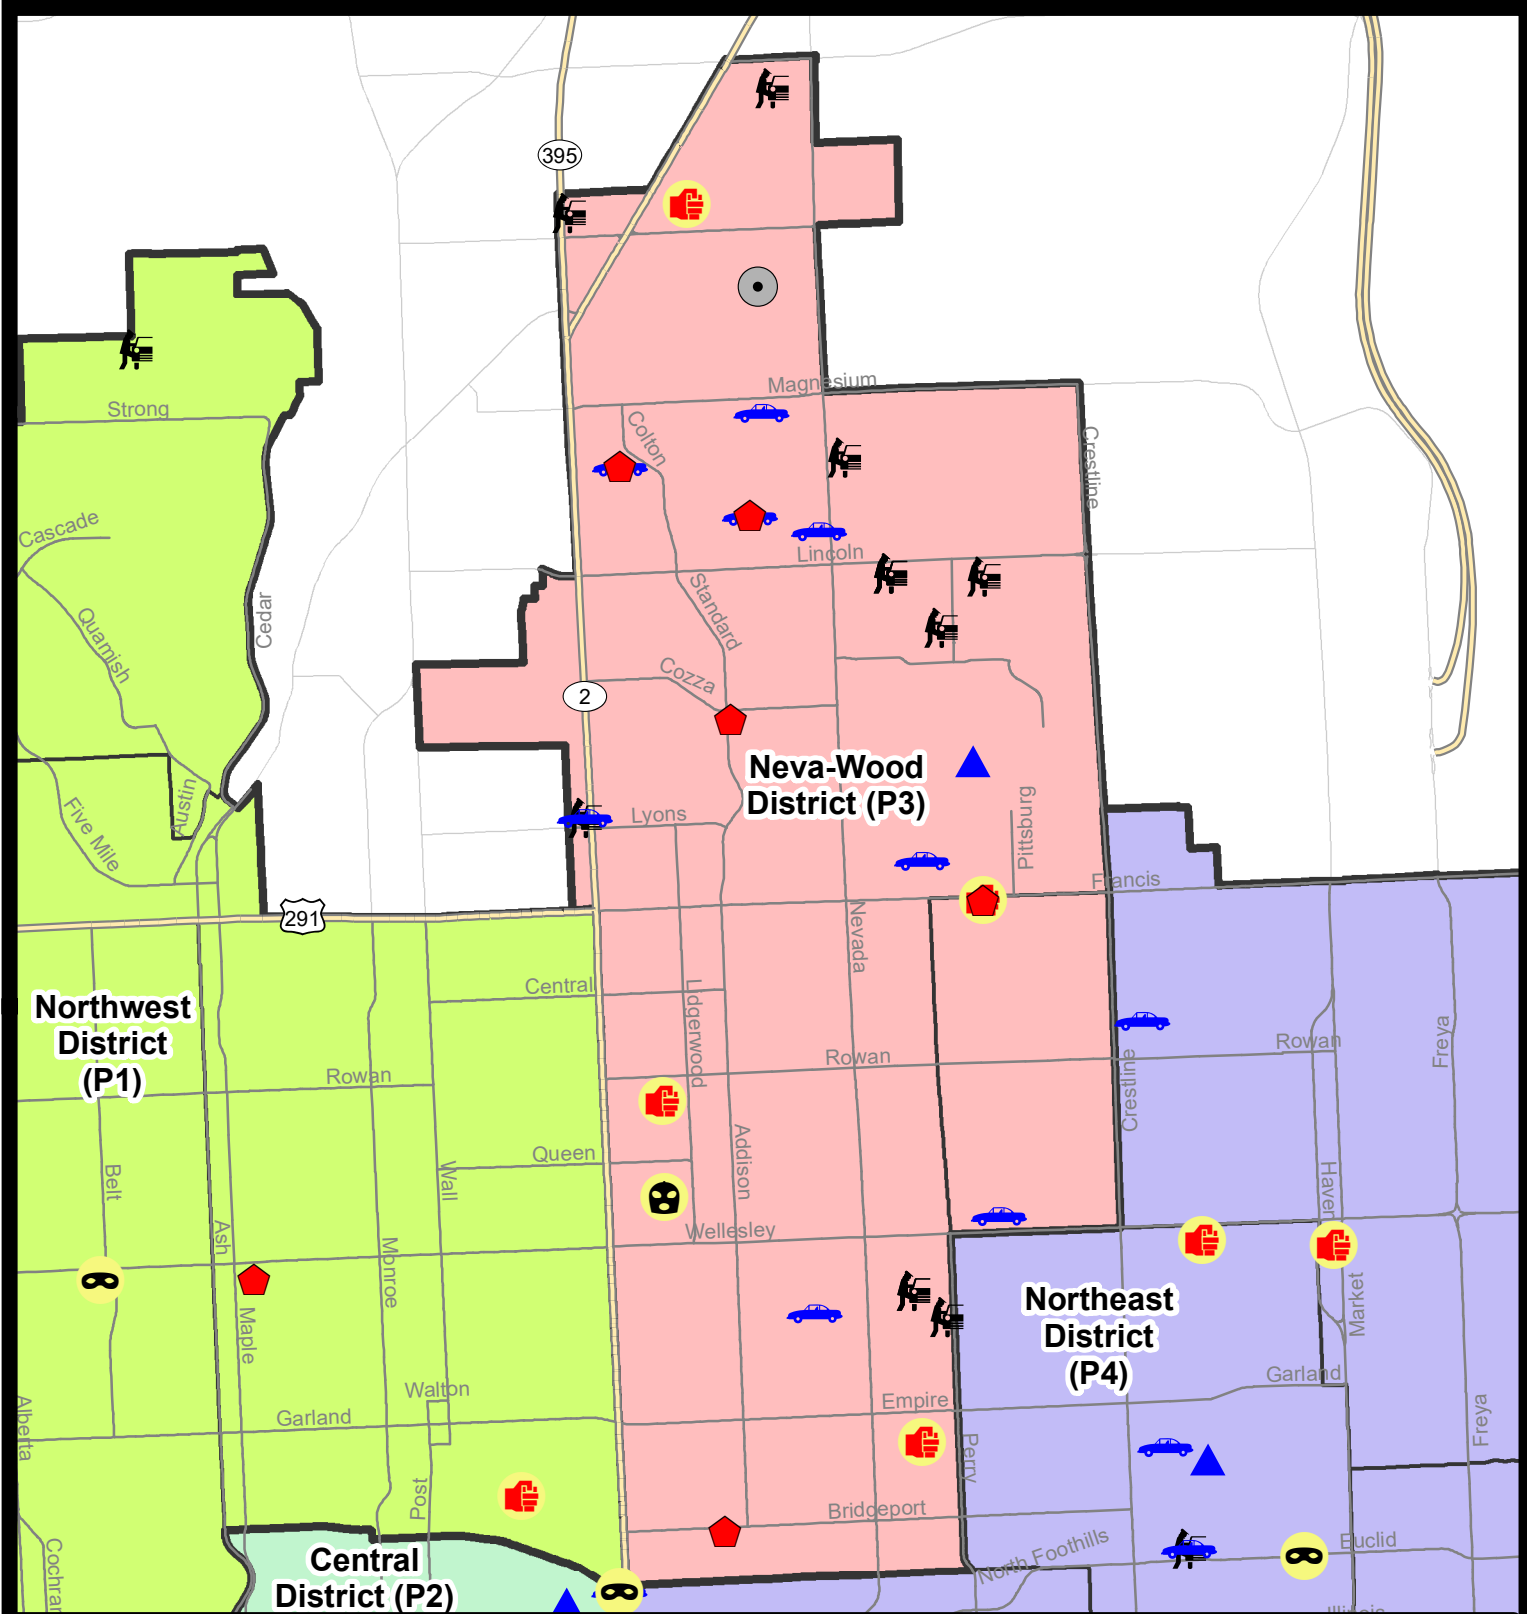 395
Magnesium
Strong
Colton
Crestline
Cascade
Lincoln
Standard
Quamish
Cedar
Cozza
2
Neva-Wood
District (P3)
Austin
Five Mile
Lyons
Pittsburg
Francis
291
Nevada
Central
Lidgerwood
Northwest
District
(P1)
Rowan
Rowan
Rowan
Freya
Crestline
Queen
Addison
Belt
Wall
Haven
Ash
Wellesley
Monroe
Maple
Northeast
District
(P4)
Market
Walton
Garland
Empire
Garland
Alberta
Freya
Perry
Post
Bridgeport
North Foothills
Euclid
Central
District (P2)